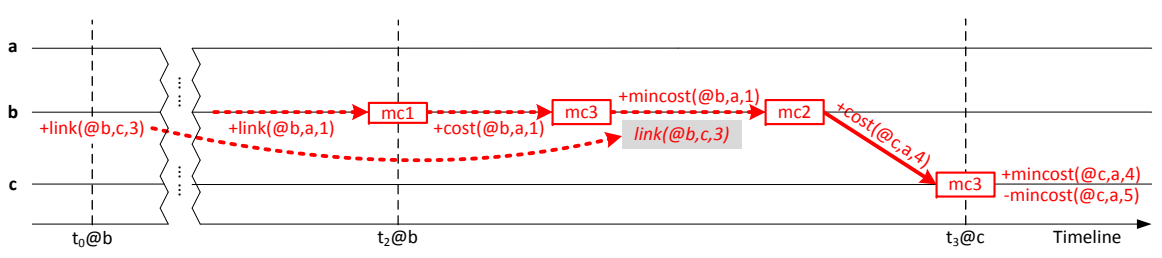 a
b
+link(@b,c,3)
+link(@b,a,1)
mc1
+cost(@b,a,1)
mc3
+mincost(@b,a,1)
link(@b,c,3)
mc2
+cost(@c,a,4)
c
mc3
+mincost(@c,a,4)
-mincost(@c,a,5)
t0@b
t2@b
t3@c
Timeline